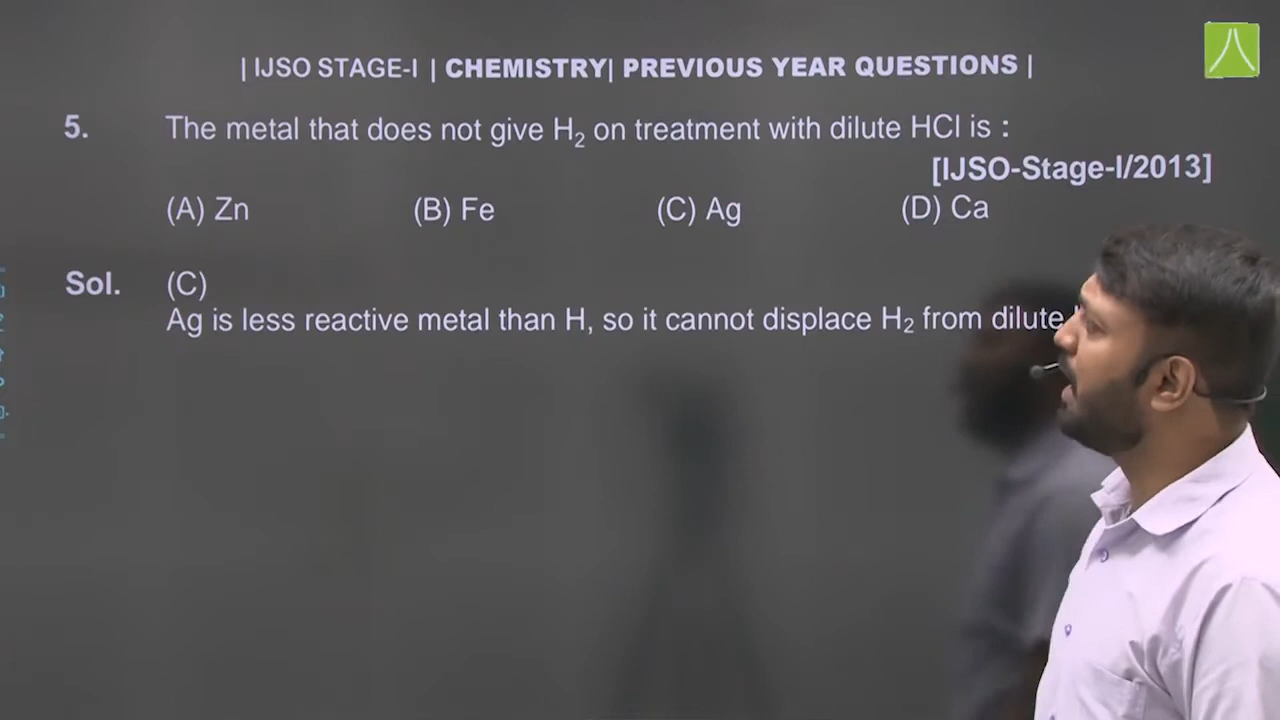 | IJSO STAGE-I | CHEMISTRY| PREVIOUS YEAR QUESTIONS |
5. The metal that does not give H₂ on treatment with dilute HCl is :
[IJSO-Stage-I/2013]
(A) Zn (B) Fe (C) Ag (D) Ca
Sol. (C)
Ag is less reactive metal than H, so it cannot displace H₂ from dilute